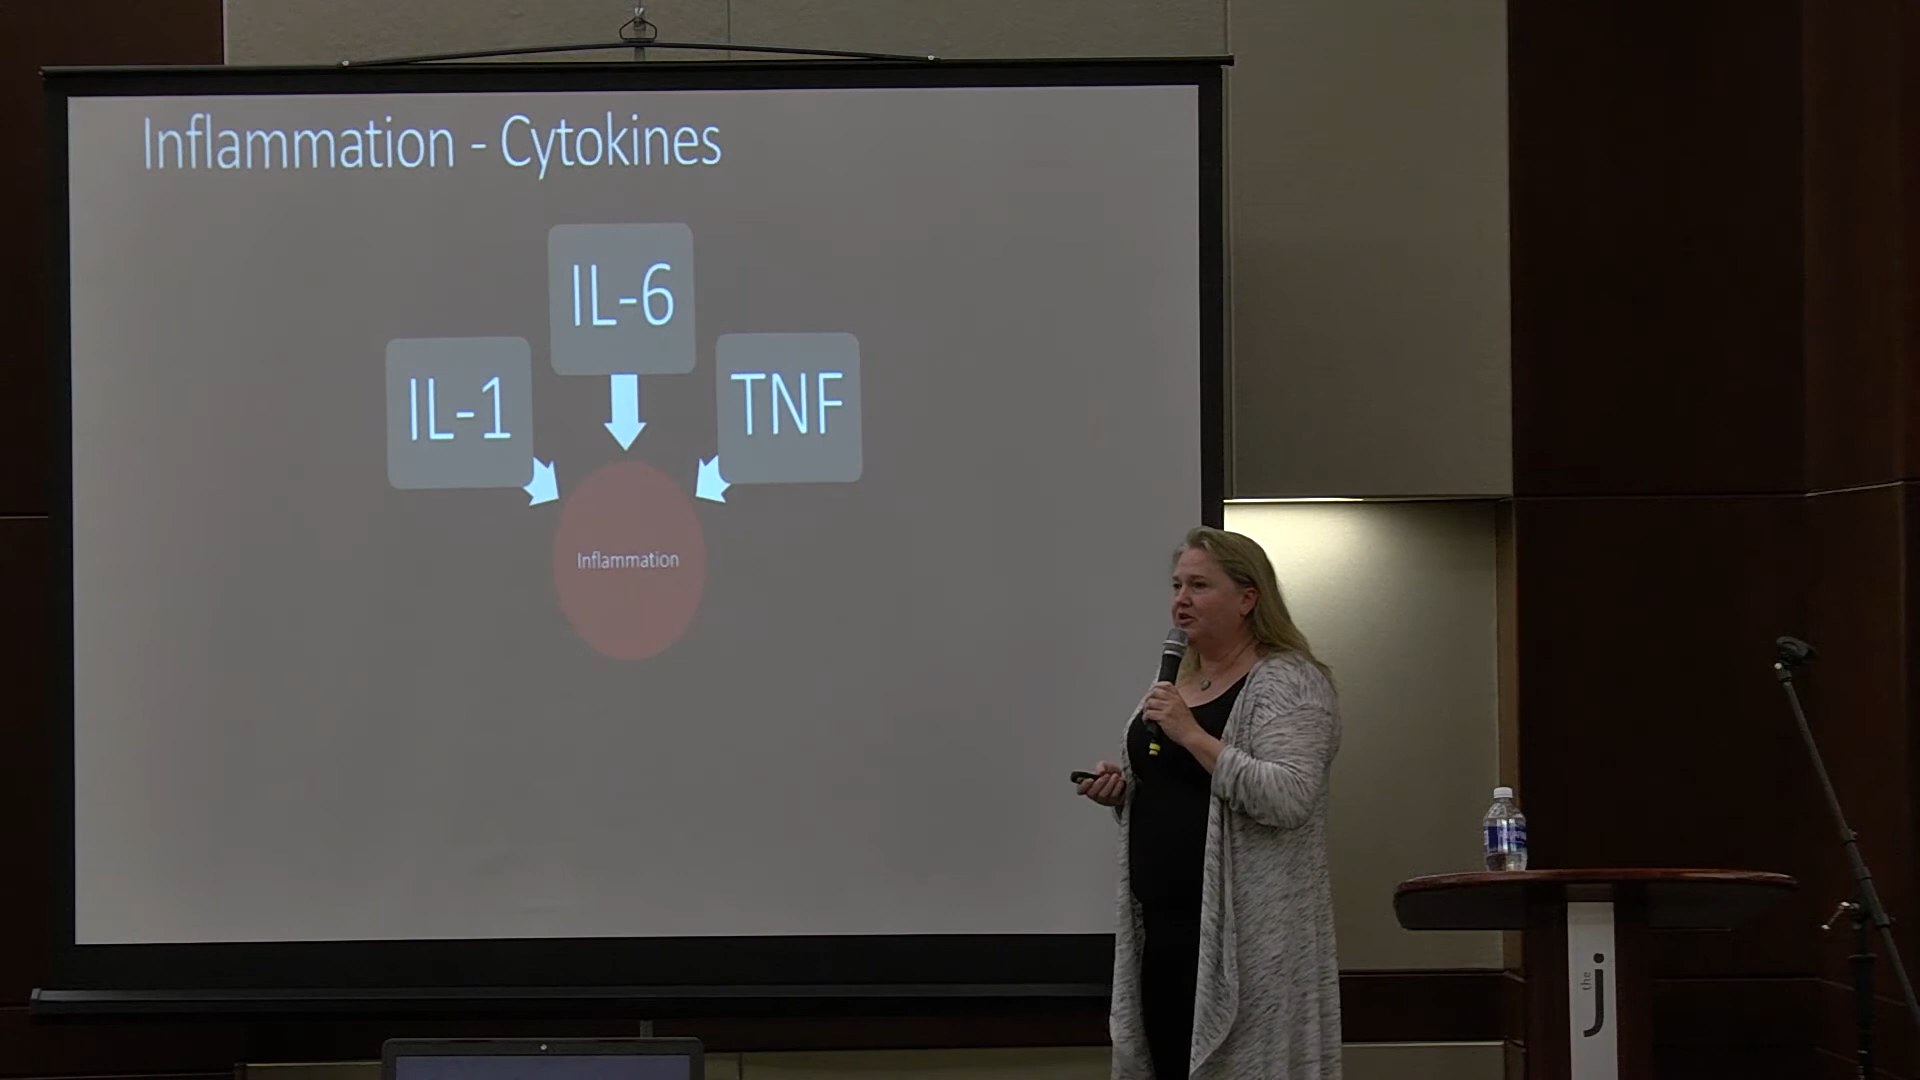 Inflammation - Cytokines
IL-6
IL-1
TNF
Inflammation
the j